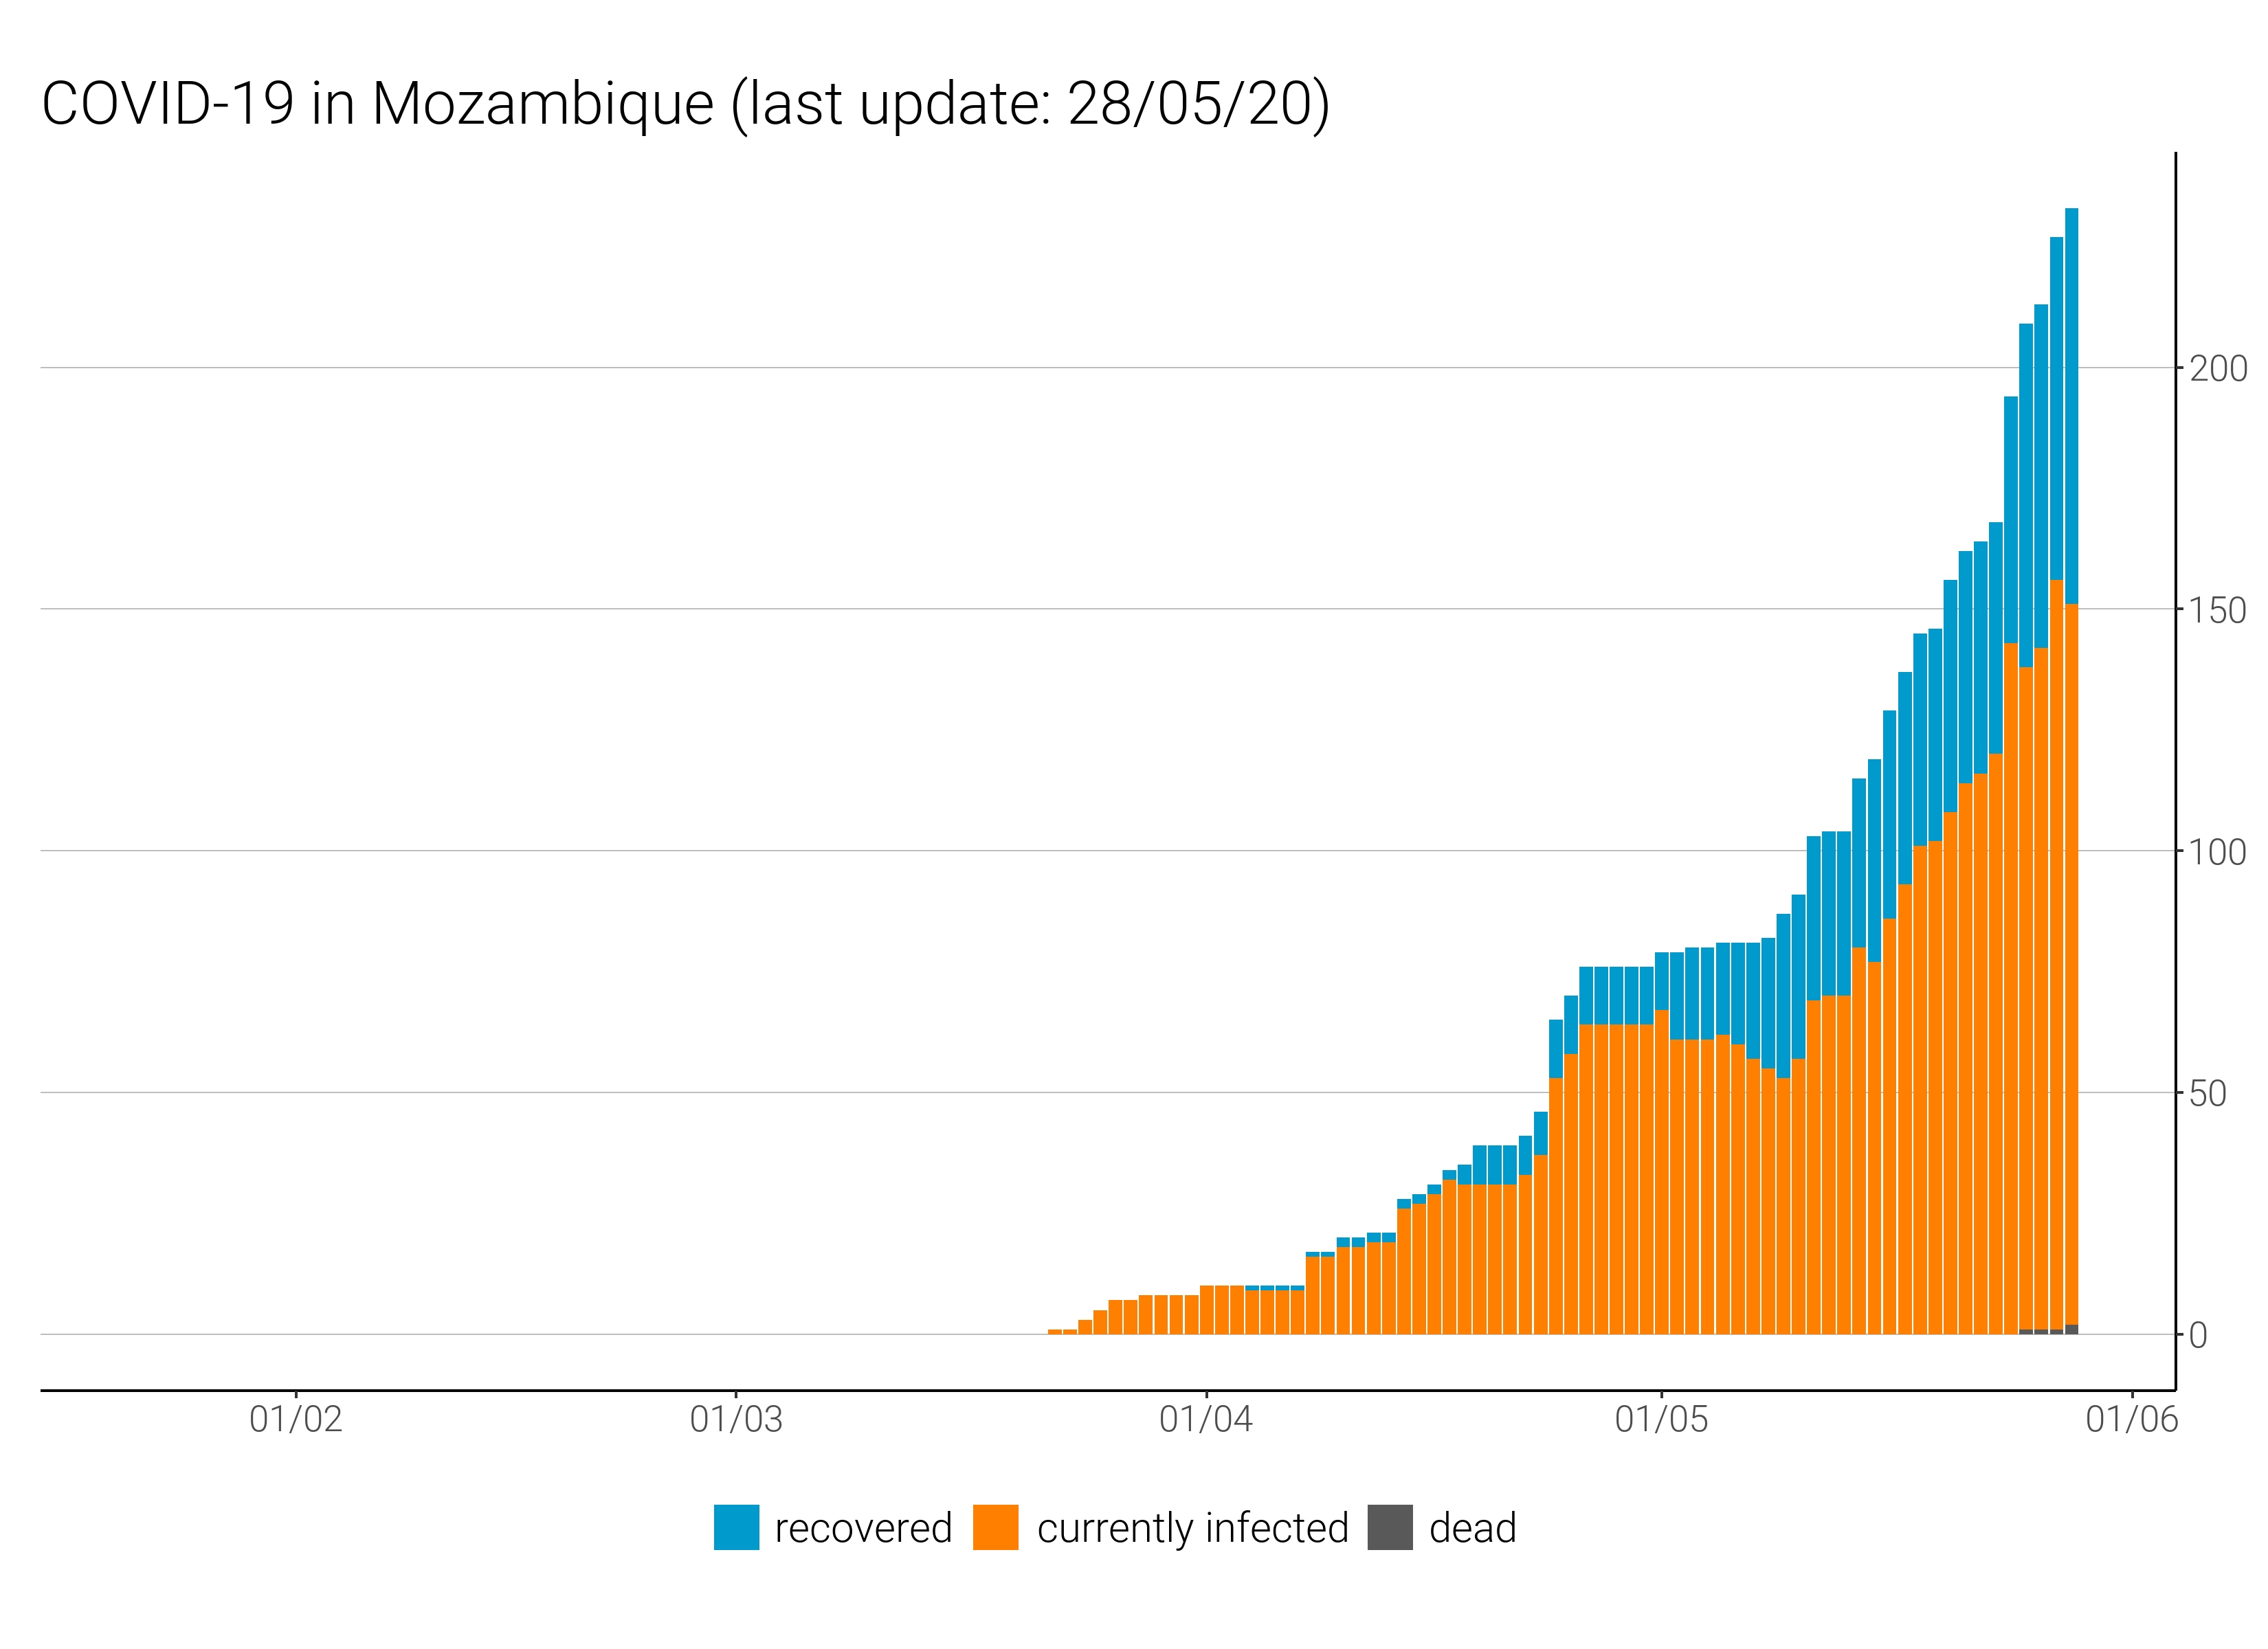 COVID-19 in Mozambique (last update: 28/05/20)
200
150
100
50
0
01/02 01/03 01/04 01/05 01/06
recovered currently infected dead